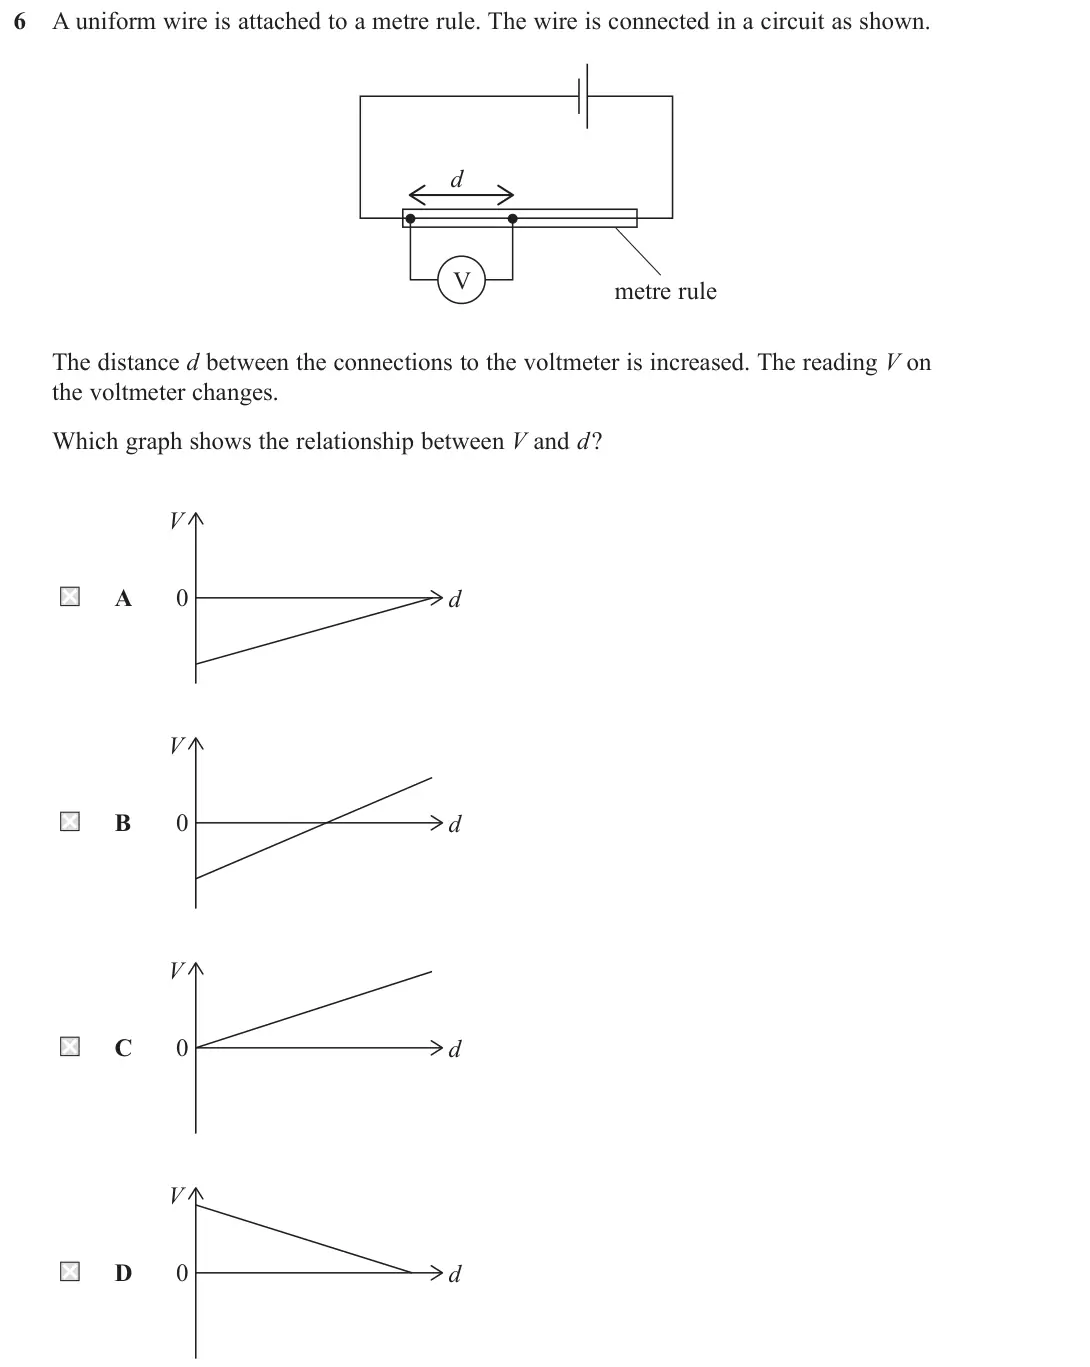 6 A uniform wire is attached to a metre rule. The wire is connected in a circuit as shown.
d
V
metre rule
The distance d between the connections to the voltmeter is increased. The reading V on
the voltmeter changes.
Which graph shows the relationship between V and d?
V
A 0 d
V
B 0 d
V
C 0 d
V
D 0 d